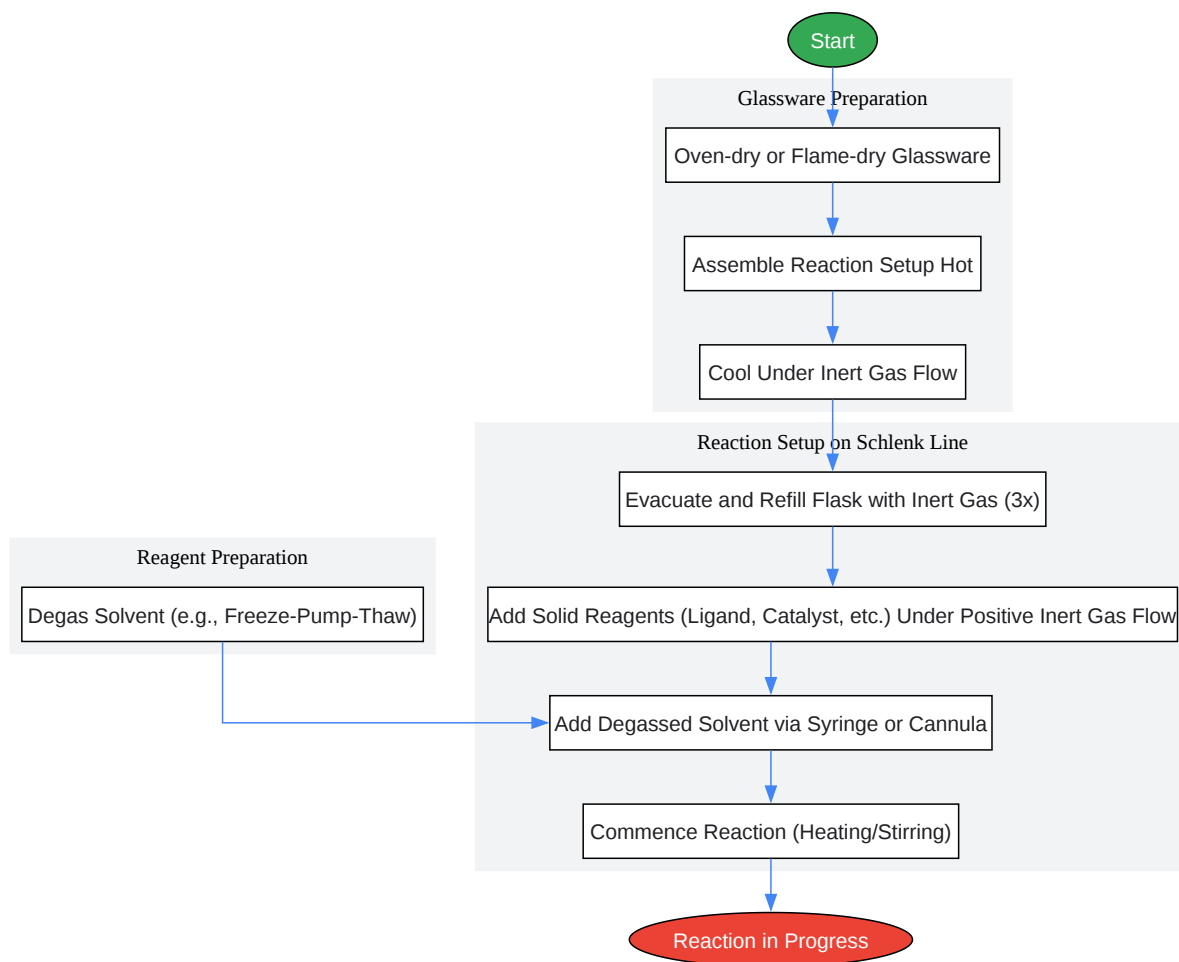 Start
Glassware Preparation
Oven-dry or Flame-dry Glassware
Assemble Reaction Setup Hot
Cool Under Inert Gas Flow
Reaction Setup on Schlenk Line
Evacuate and Refill Flask with Inert Gas (3x)
Reagent Preparation
Degas Solvent (e.g., Freeze-Pump-Thaw)
Add Solid Reagents (Ligand, Catalyst, etc.) Under Positive Inert Gas Flow
Add Degassed Solvent via Syringe or Cannula
Commence Reaction (Heating/Stirring)
Reaction in Progress